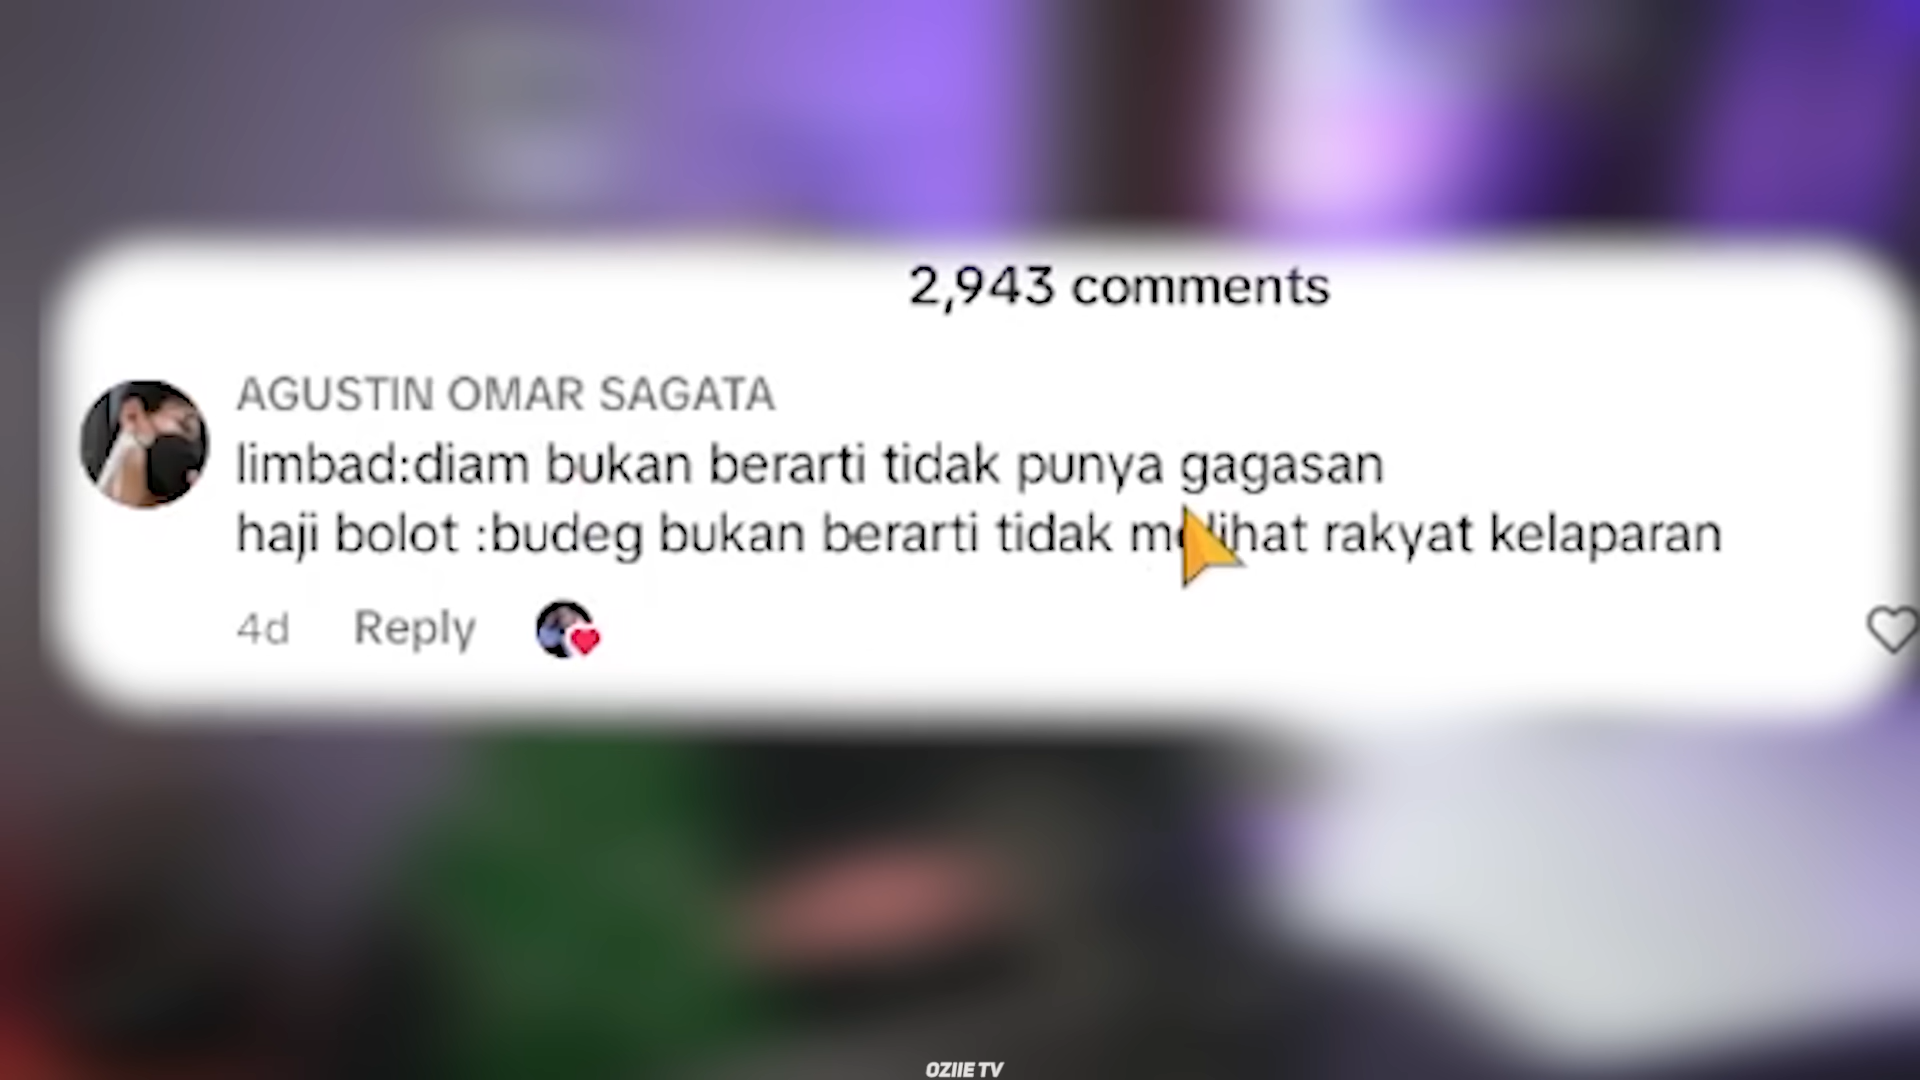 2,943 comments
AGUSTIN OMAR SAGATA
limbad:diam bukan berarti tidak punya gagasan
haji bolot :budeg bukan berarti tidak melihat rakyat kelaparan
4d Reply
OZIIE TV